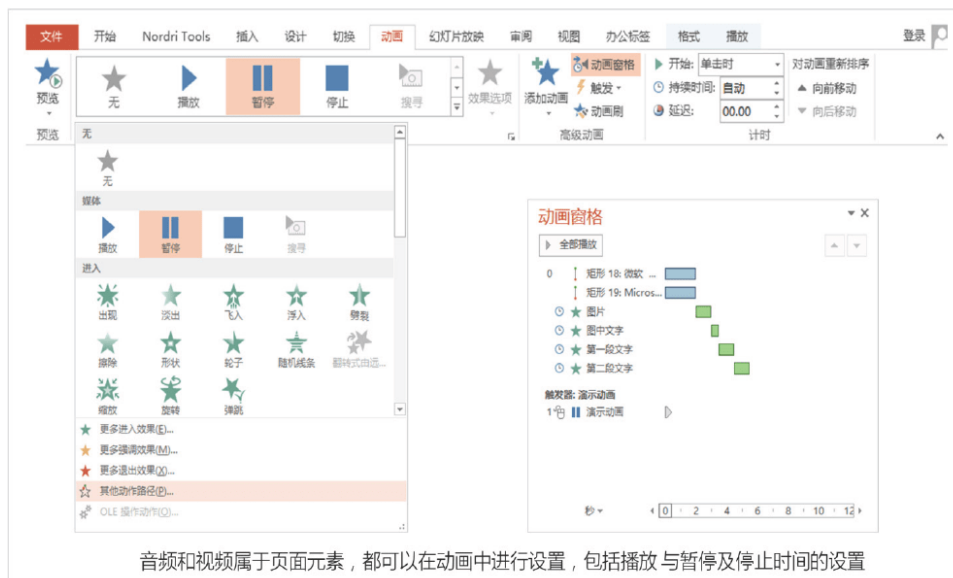 文件 开始 Nordri Tools 插入 设计 切换 动画 幻灯片放映 审阅 视图 办公标签 格式 播放 登录
预览 无 播放 暂停 停止 搜寻 效果选项 添加动画 动画窗格 触发 动画刷
开始: 单击时 对动画重新排序
持续时间: 自动 向前移动
延迟: 00.00 向后移动
预览 高级动画 计时
无
无
媒体
播放 暂停 停止 搜寻
进入
出现 淡出 飞入 浮入 劈裂
擦除 形状 轮子 随机线条 翻转式由远...
缩放 旋转 弹跳
更多进入效果(E)...
更多强调效果(M)...
更多退出效果(X)...
其他动作路径(P)...
OLE 操作动作(O)...
动画窗格
全部播放
0 矩形 18: 微软 ...
矩形 19: Micros...
图片
图中文字
第一段文字
第二段文字
触发器: 演示动画
1 演示动画
秒 0 2 4 6 8 10 12
音频和视频属于页面元素，都可以在动画中进行设置，包括播放与暂停及停止时间的设置